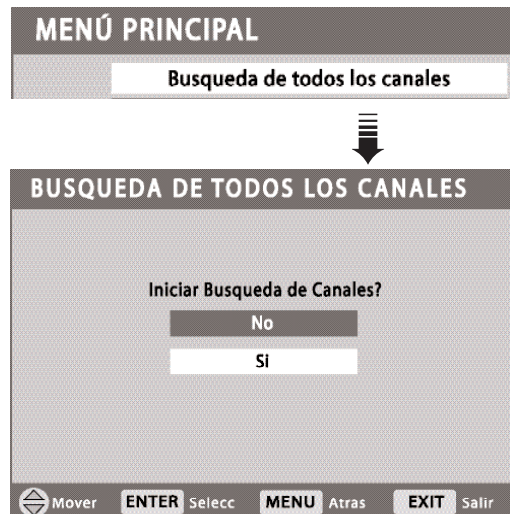 MENÚ PRINCIPAL
Busqueda de todos los canales
BUSQUEDA DE TODOS LOS CANALES
Iniciar Busqueda de Canales?
No
Si
Mover ENTER Selecc MENU Atras EXIT Salir